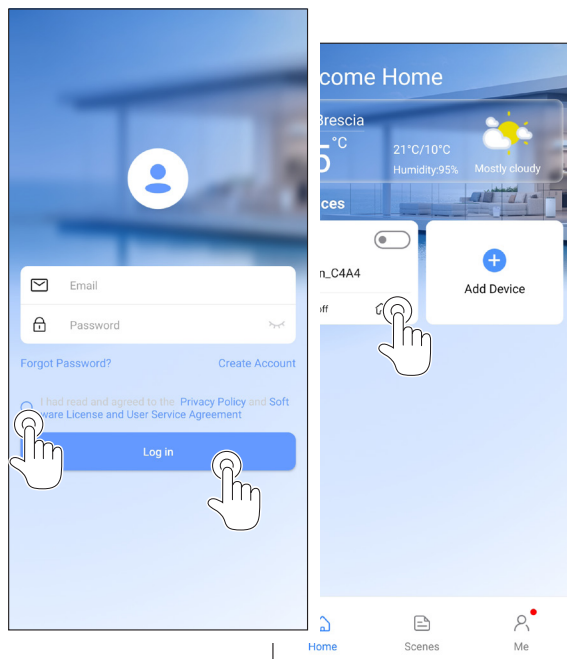 Email
Password
Forgot Password?
Create Account
I had read and agreed to the Privacy Policy and Soft
ware License and User Service Agreement
Log in
come Home
Brescia
5°C
21°C/10°C
Humidity:95%
Mostly cloudy
ces
n_C4A4
off
Add Device
Home
Scenes
Me